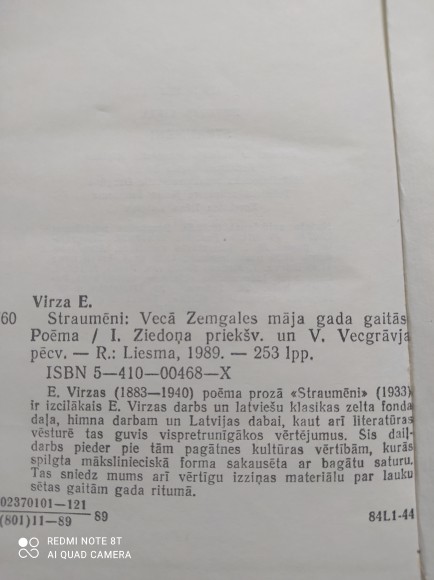 Virza E.
Straumēni: Vecā Zemgales māja gada gaitās
760
Poēma / I. Ziedoņa priekšv. un V. Vecgrāvja
pēcv. — R.: Liesma, 1989. — 253 lpp.
ISBN 5—410—00468—X
E. Virzas (1883—1940) poēma prozā «Straumēni» (1933)
ir izcilākais E. Virzas darbs un latviešu klasikas zelta fonda
daļa, himna darbam un Latvijas dabai, kaut arī literatūras
vēsturē tas guvis vispretrunīgākos vērtējumus. Sis daiļ-
darbs pieder pie tām pagātnes kultūras vērtībām, kurās
spilgta mākslinieciskā forma sakausēta ar bagātu saturu.
Tas sniedz mums arī vērtīgu izziņas materiālu par lauku
sētas gaitām gada ritumā.
02370101—121
(801)11—89 89
84L1-44
REDMI NOTE 8T
AI QUAD CAMERA